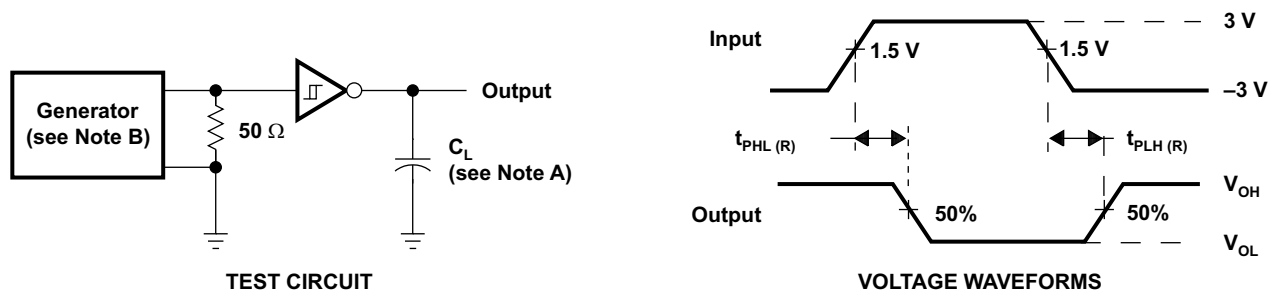 Generator
(see Note B)
50 Ω
C_L
(see Note A)
Output
TEST CIRCUIT
Input
1.5 V
1.5 V
3 V
–3 V
t_PHL (R)
t_PLH (R)
Output
50%
50%
V_OH
V_OL
VOLTAGE WAVEFORMS